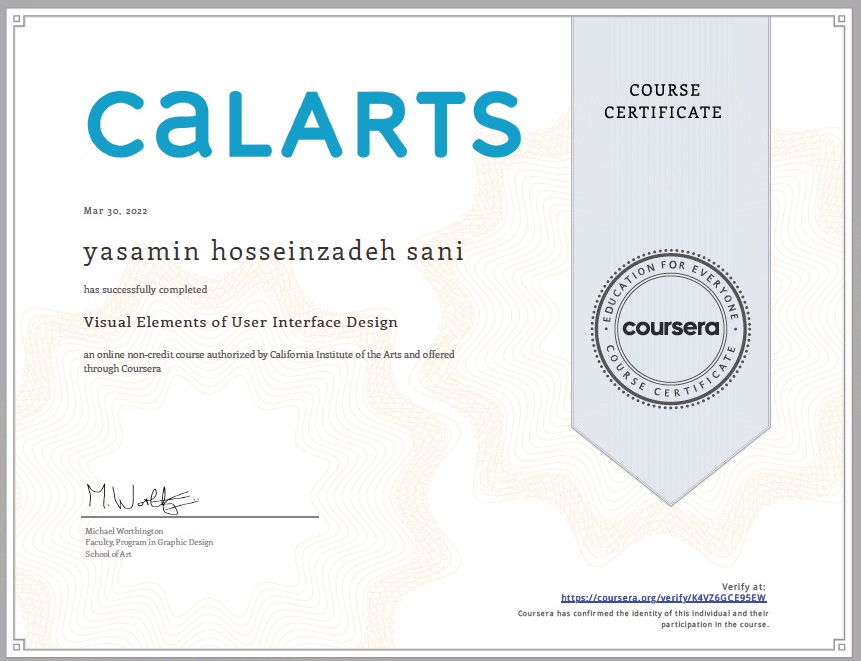 CalARTS
COURSE
CERTIFICATE
Mar 30, 2022
yasamin hosseinzadeh sani
has successfully completed
Visual Elements of User Interface Design
an online non-credit course authorized by California Institute of the Arts and offered
through Coursera
EDUCATION FOR EVERYONE
coursera
COURSE CERTIFICATE
M. Worth
Michael Worthington
Faculty, Program in Graphic Design
School of Art
Verify at:
https://coursera.org/verify/K4VZ6GCE95EW
Coursera has confirmed the identity of this individual and their
participation in the course.